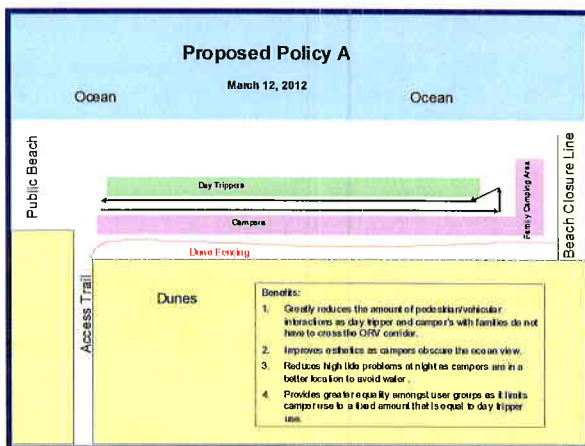 Proposed Policy A
March 12, 2012
Ocean
Ocean
Public Beach
Day Trippers
Campers
Family Camping Area
Beach Closure Line
Dune Fencing
Access Trail
Dunes
Benefits:
1. Greatly reduces the amount of pedestrian/vehicular
interactions as day tripper and camper's with families do not
have to cross the ORV corridor.
2. Improves esthetics as campers obscure the ocean view.
3. Reduces high tide problems at night as campers are in a
better location to avoid water.
4. Provides greater equality amongst user groups as it limits
camper use to a fixed amount that is equal to day tripper
use.